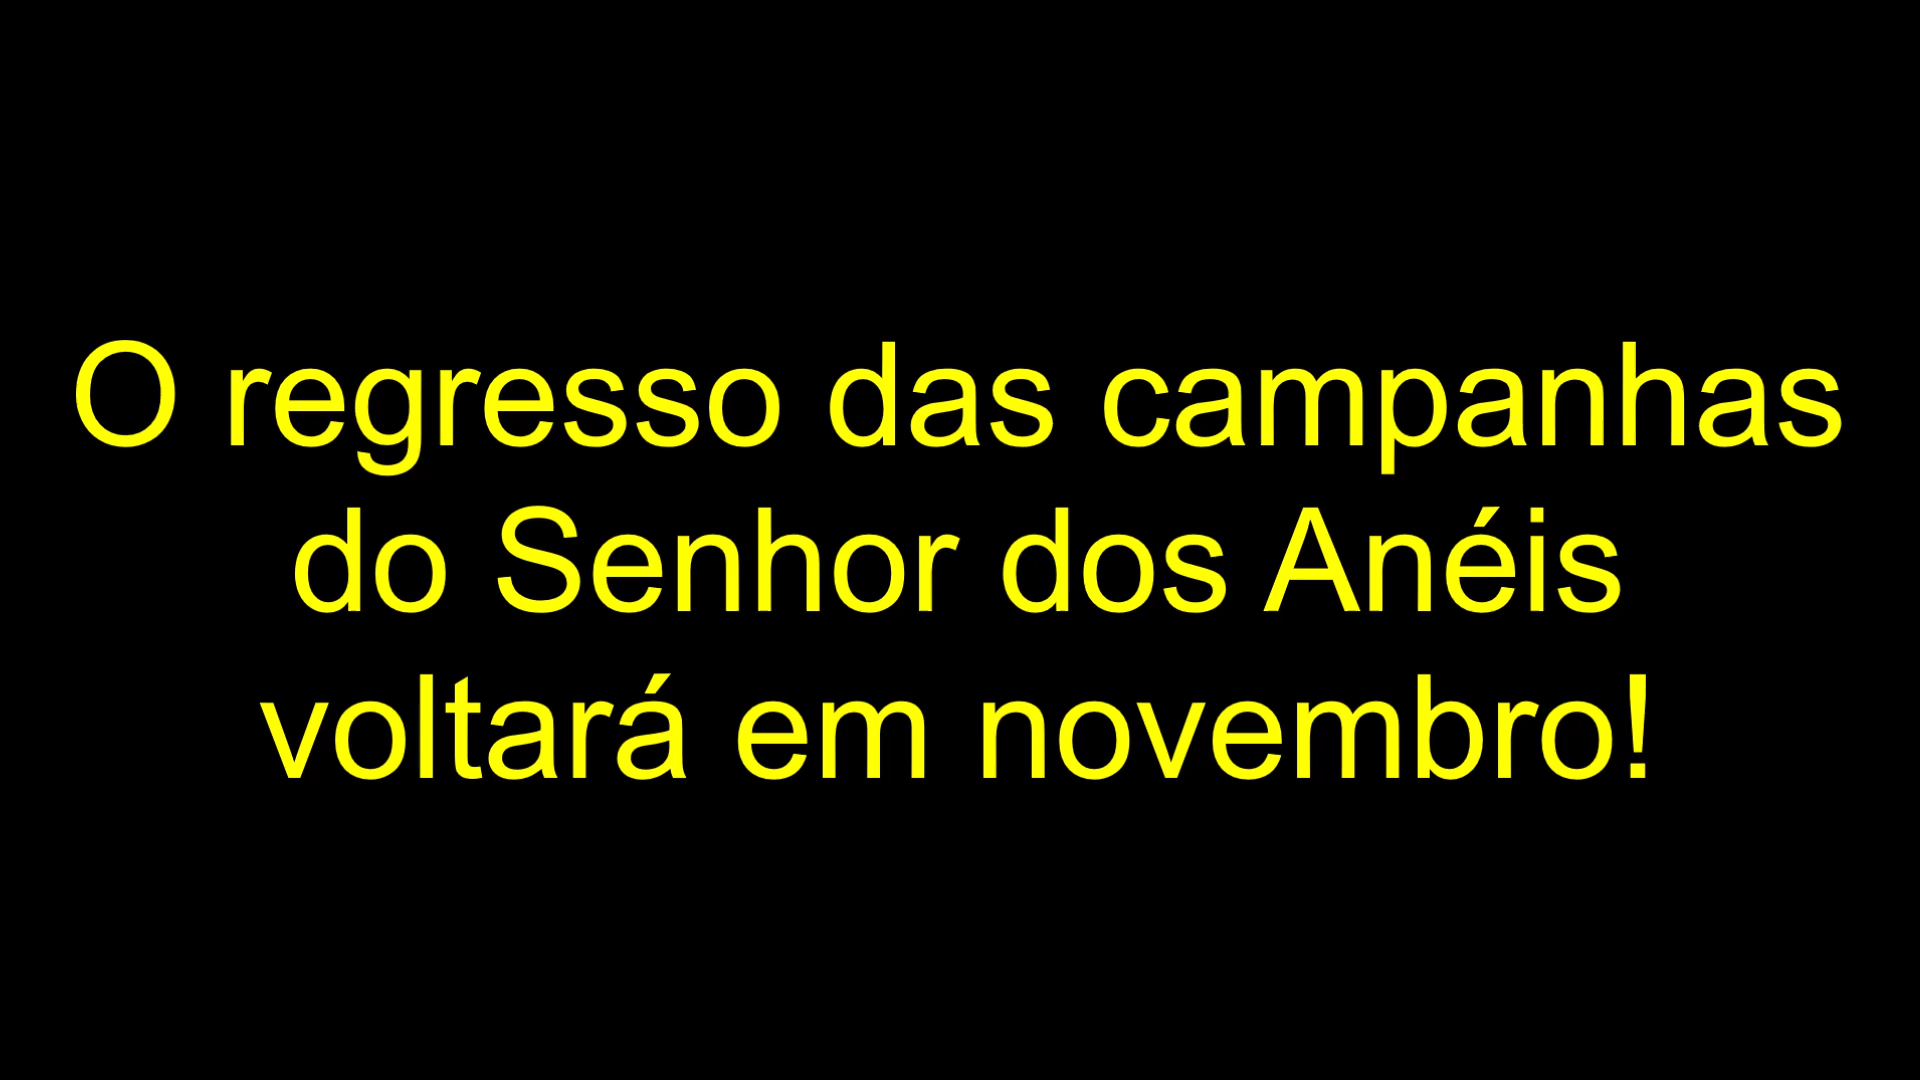 O regresso das campanhas
do Senhor dos Anéis
voltará em novembro!